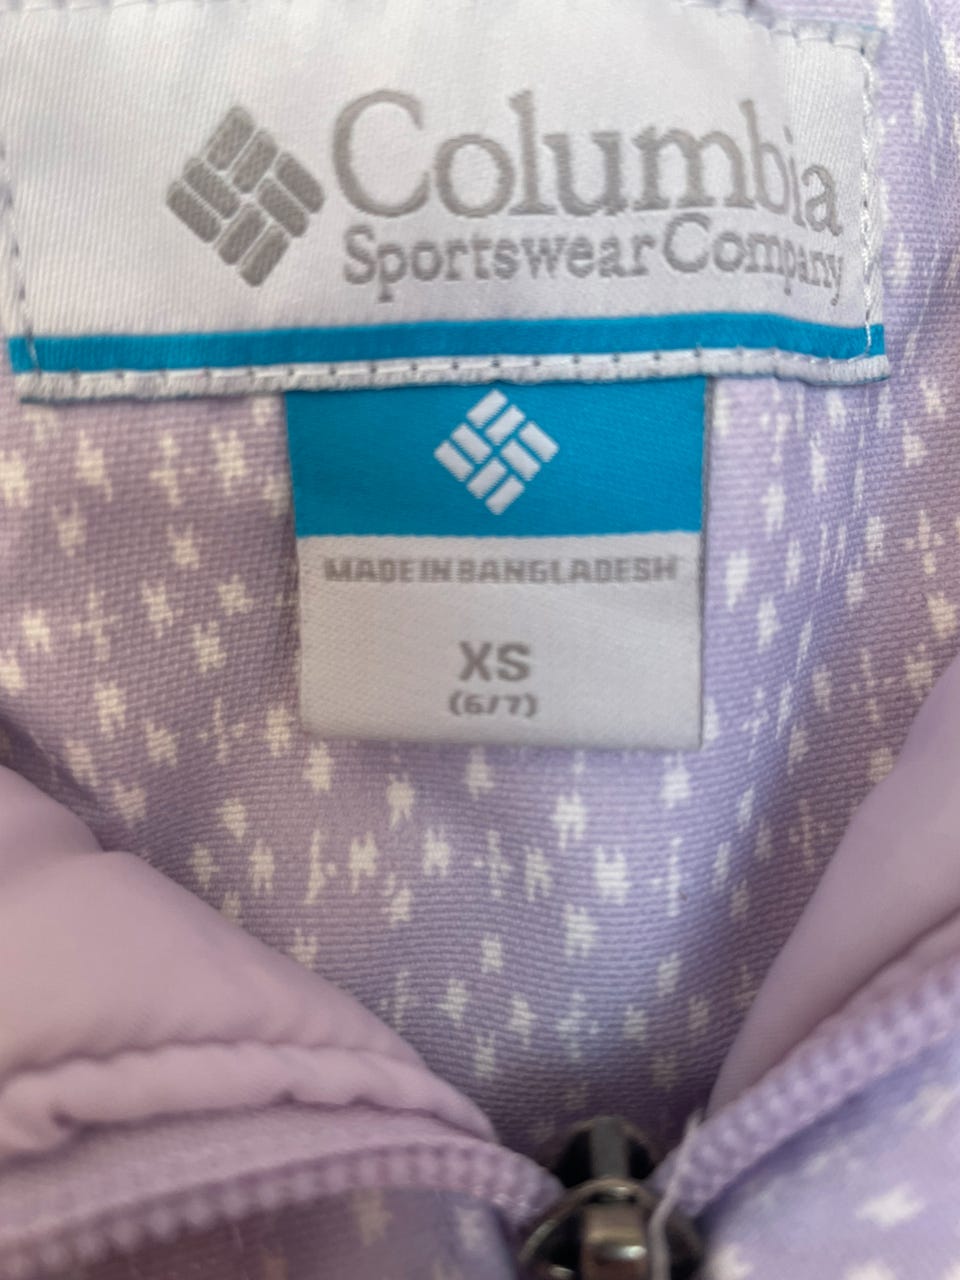 Columbia
Sportswear Company
MADE IN BANGLADESH
XS
(6/7)